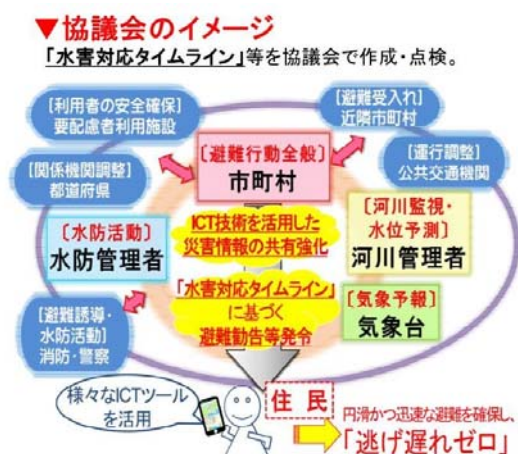 ▼協議会のイメージ
「水害対応タイムライン」等を協議会で作成・点検。
[利用者の安全確保]
要配慮者利用施設
[避難受入れ]
近隣市町村
[関係機関調整]
都道府県
[避難行動全般]
市町村
[運行調整]
公共交通機関
[水防活動]
水防管理者
ICT技術を活用した
災害情報の共有強化
[河川監視・
水位予測]
河川管理者
「水害対応タイムライン」
に基づく
避難勧告等発令
[気象予報]
気象台
[避難誘導・
水防活動]
消防・警察
様々なICTツール
を活用
住民
円滑かつ迅速な避難を確保し、
「逃げ遅れゼロ」